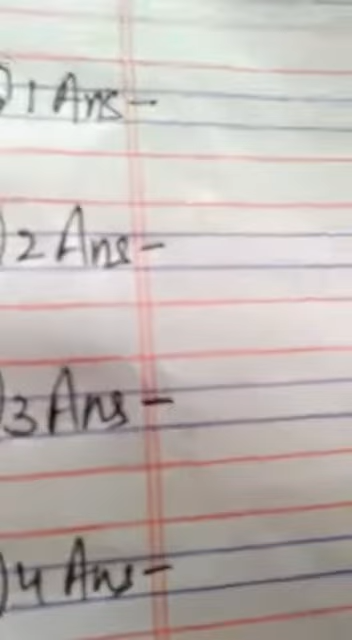 )1 Ans-
)2 Ans-
)3 Ans-
)4 Ans-